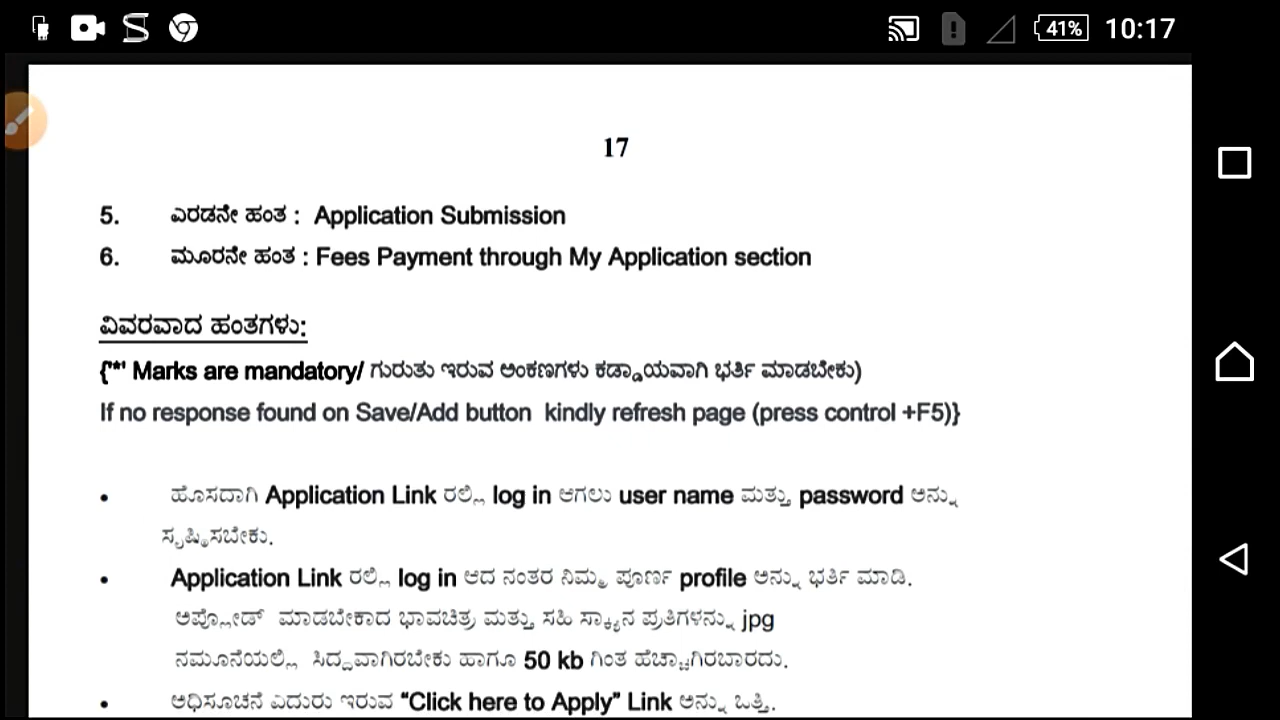 41% 10:17
17
5. ಎರಡನೇ ಹಂತ : Application Submission
6. ಮೂರನೇ ಹಂತ : Fees Payment through My Application section
ವಿವರವಾದ ಹಂತಗಳು:
{'*' Marks are mandatory/ ಗುರುತು ಇರುವ ಅಂಕಣಗಳು ಕಡ್ಡಾಯವಾಗಿ ಭರ್ತಿ ಮಾಡಬೇಕು)
If no response found on Save/Add button kindly refresh page (press control +F5)}
• ಹೊಸದಾಗಿ Application Link ರಲ್ಲಿ log in ಆಗಲು user name ಮತ್ತು password ಅನ್ನು
ಸೃಷ್ಟಿಸಬೇಕು.
• Application Link ರಲ್ಲಿ log in ಆದ ನಂತರ ನಿಮ್ಮ ಪೂರ್ಣ profile ಅನ್ನು ಭರ್ತಿ ಮಾಡಿ.
ಅಪ್ಲೋಡ್ ಮಾಡಬೇಕಾದ ಭಾವಚಿತ್ರ ಮತ್ತು ಸಹಿ ಸ್ಕ್ಯಾನ ಪ್ರತಿಗಳನ್ನು jpg
ನಮೂನೆಯಲ್ಲಿ ಸಿದ್ಧವಾಗಿರಬೇಕು ಹಾಗೂ 50 kb ಗಿಂತ ಹೆಚ್ಚಾಗಿರಬಾರದು.
• ಅಧಿಸೂಚನೆ ಎದುರು ಇರುವ “Click here to Apply” Link ಅನ್ನು ಒತ್ತಿ.